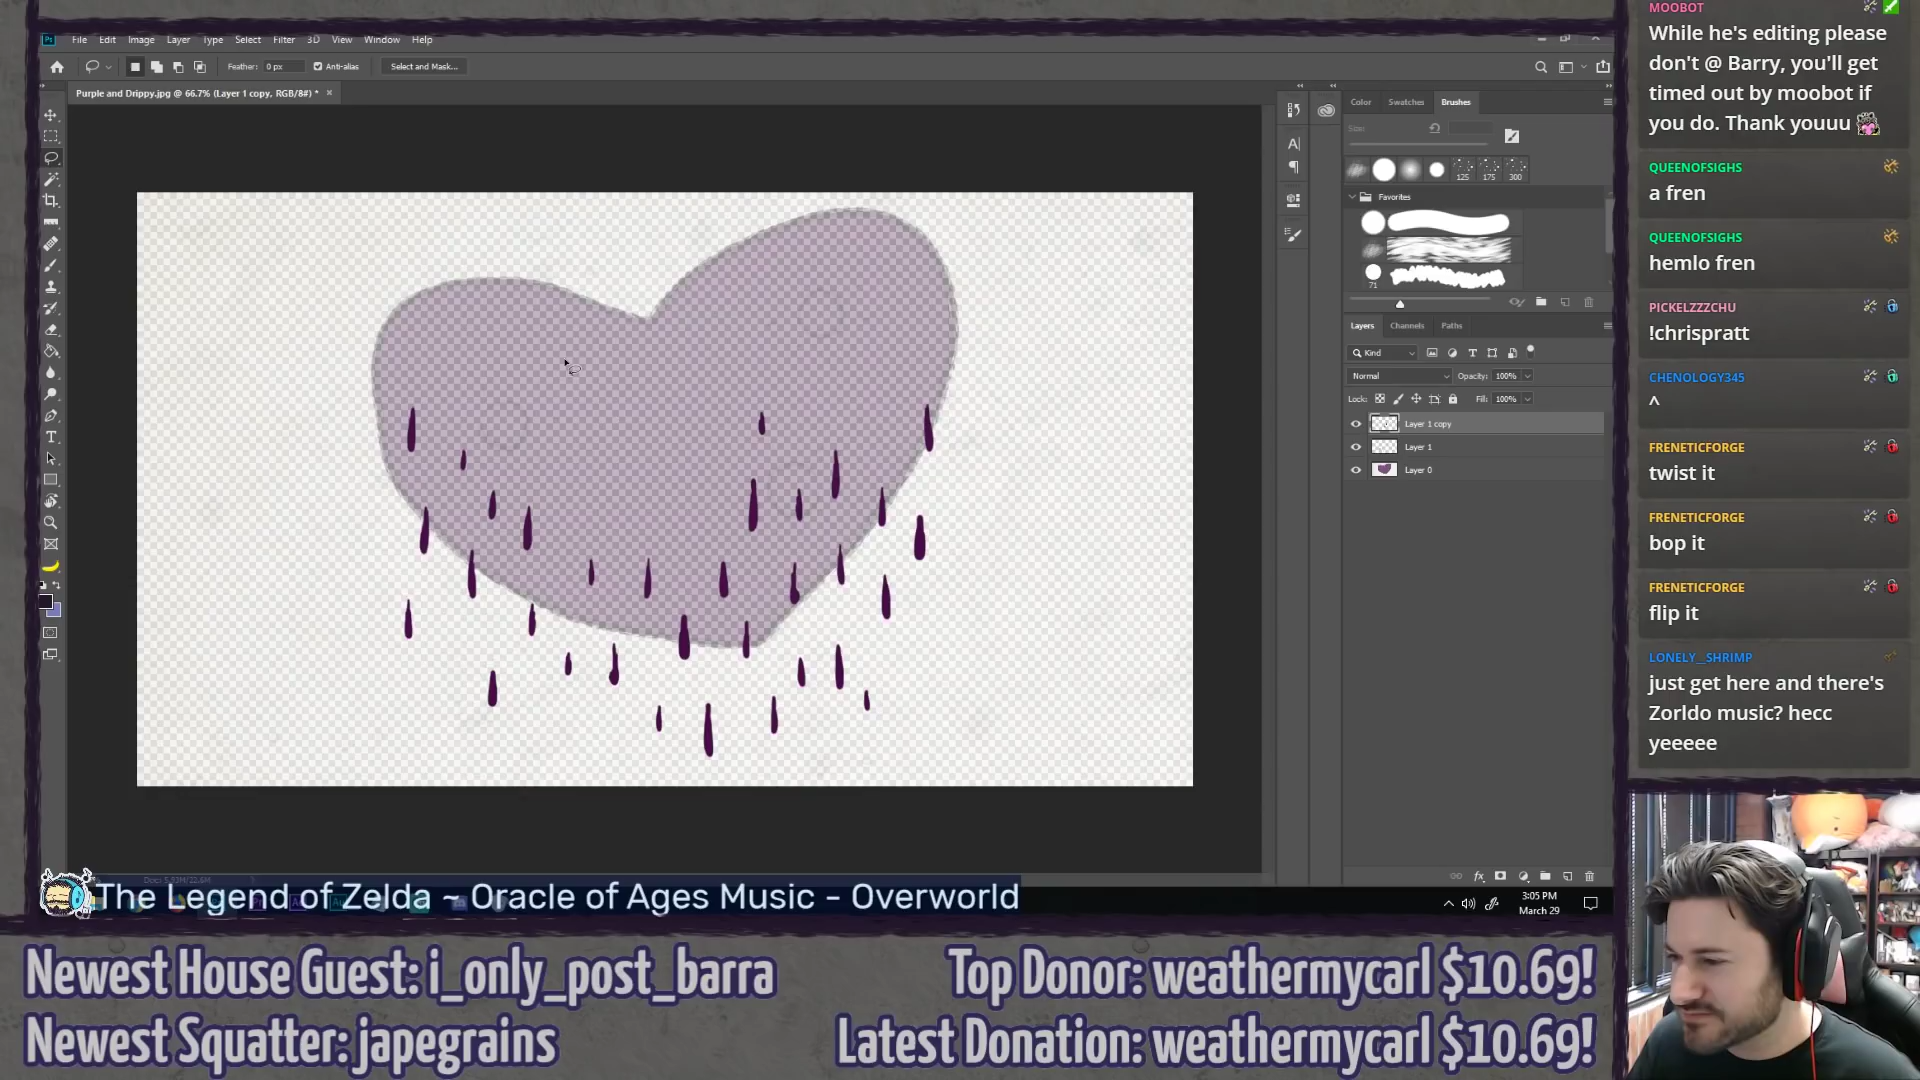 File Edit Image Layer Type Select Filter 3D View Window Help
Feather: 0 px Anti-alias Select and Mask...
Purple and Drippy.jpg @ 66.7% (Layer 1 copy, RGB/8#) *
Color Swatches Brushes
Size:
125 175 300
Favorites
71
Layers Channels Paths
Kind
Normal Opacity: 100%
Lock: Fill: 100%
Layer 1 copy
Layer 1
Layer 0
3:05 PM
March 29
The Legend of Zelda ~ Oracle of Ages Music - Overworld
Newest House Guest: i_only_post_barra
Newest Squatter: japegrains
Top Donor: weathermycarl $10.69!
Latest Donation: weathermycarl $10.69!
MOOBOT
While he's editing please
don't @ Barry, you'll get
timed out by moobot if
you do. Thank youuu
QUEENOFSIGHS
a fren
QUEENOFSIGHS
hemlo fren
PICKELZZZCHU
!chrispratt
CHENOLOGY345
^
FRENETICFORGE
twist it
FRENETICFORGE
bop it
FRENETICFORGE
flip it
LONELY__SHRIMP
just get here and there's
Zorldo music? hecc
yeeeee